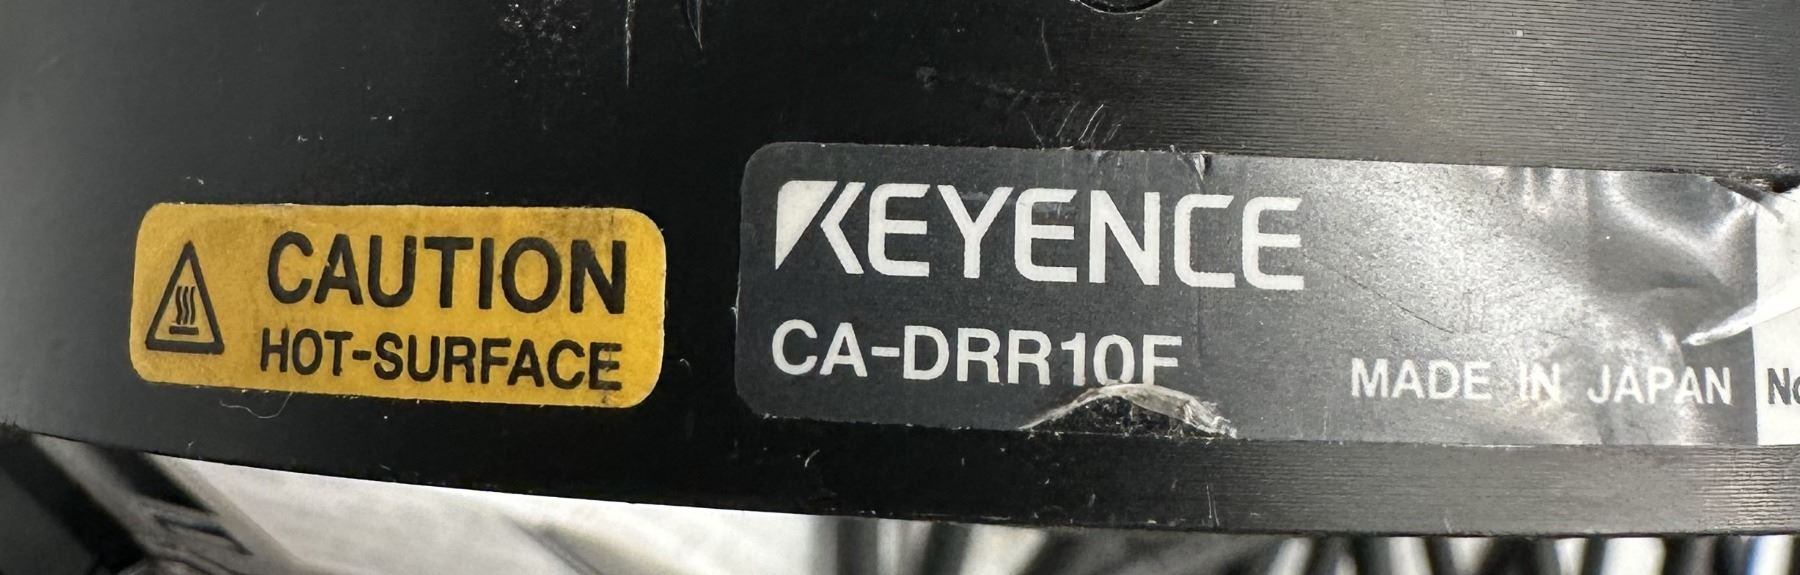 CAUTION
HOT-SURFACE
KEYENCE
CA-DRR10F
MADE IN JAPAN